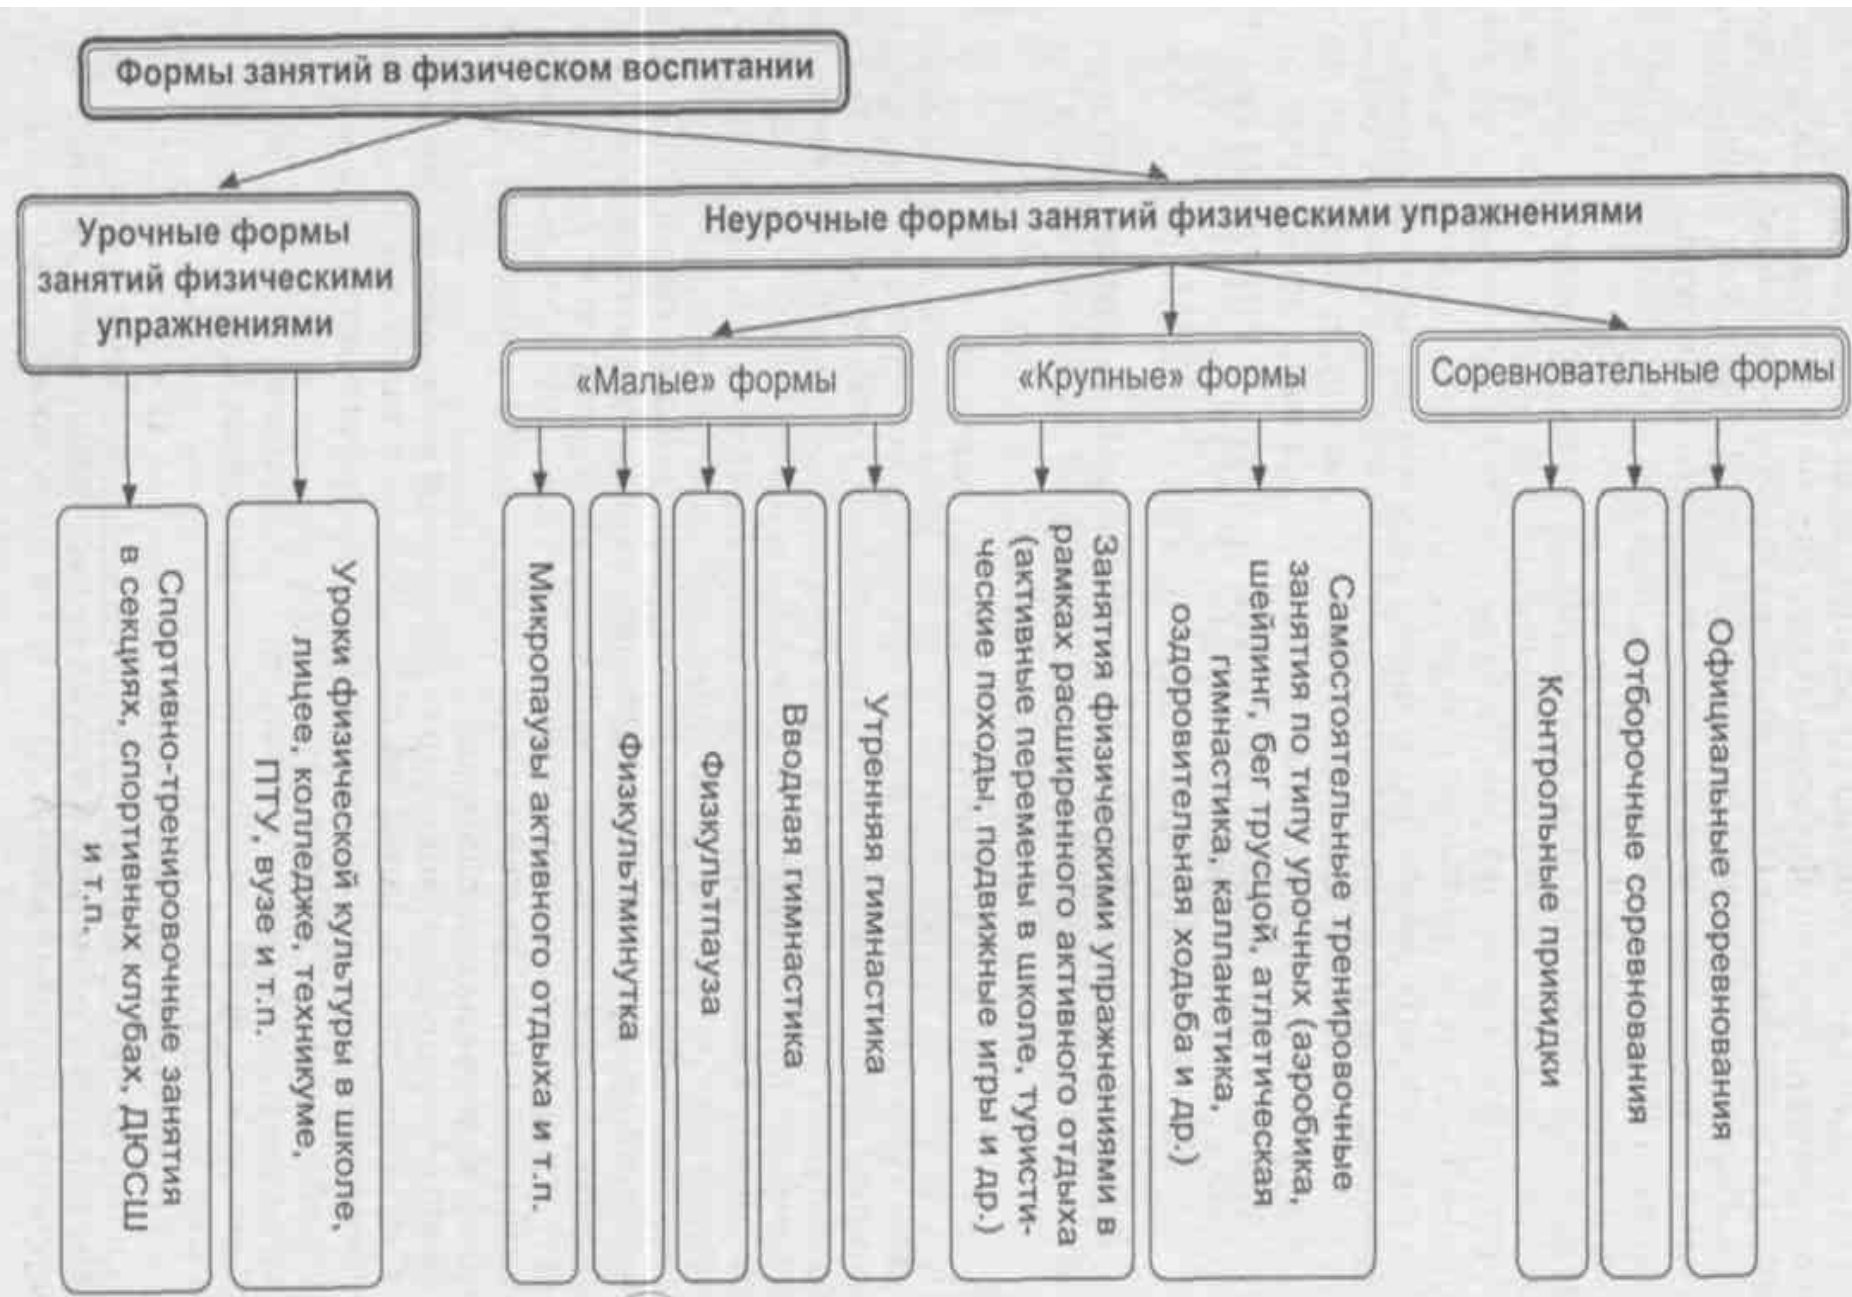 Формы занятий в физическом воспитании
Урочные формы
занятий физическими
упражнениями
Неурочные формы занятий физическими упражнениями
«Малые» формы
«Крупные» формы
Соревновательные формы
Спортивно-тренировочные занятия
в секциях, спортивных клубах, ДЮСШ
и т.п.
Уроки физической культуры в школе,
лицее, колледже, техникуме,
ПТУ, вузе и т.п.
Микропаузы активного отдыха и т.п.
Физкультминутка
Физкультпауза
Вводная гимнастика
Утренняя гимнастика
Занятия физическими упражнениями в
рамках расширенного активного отдыха
(активные перемены в школе, туристи-
ческие походы, подвижные игры и др.)
Самостоятельные тренировочные
занятия по типу урочных (аэробика,
шейпинг, бег трусцой, атлетическая
гимнастика, калланетика,
оздоровительная ходьба и др.)
Контрольные прикидки
Отборочные соревнования
Официальные соревнования